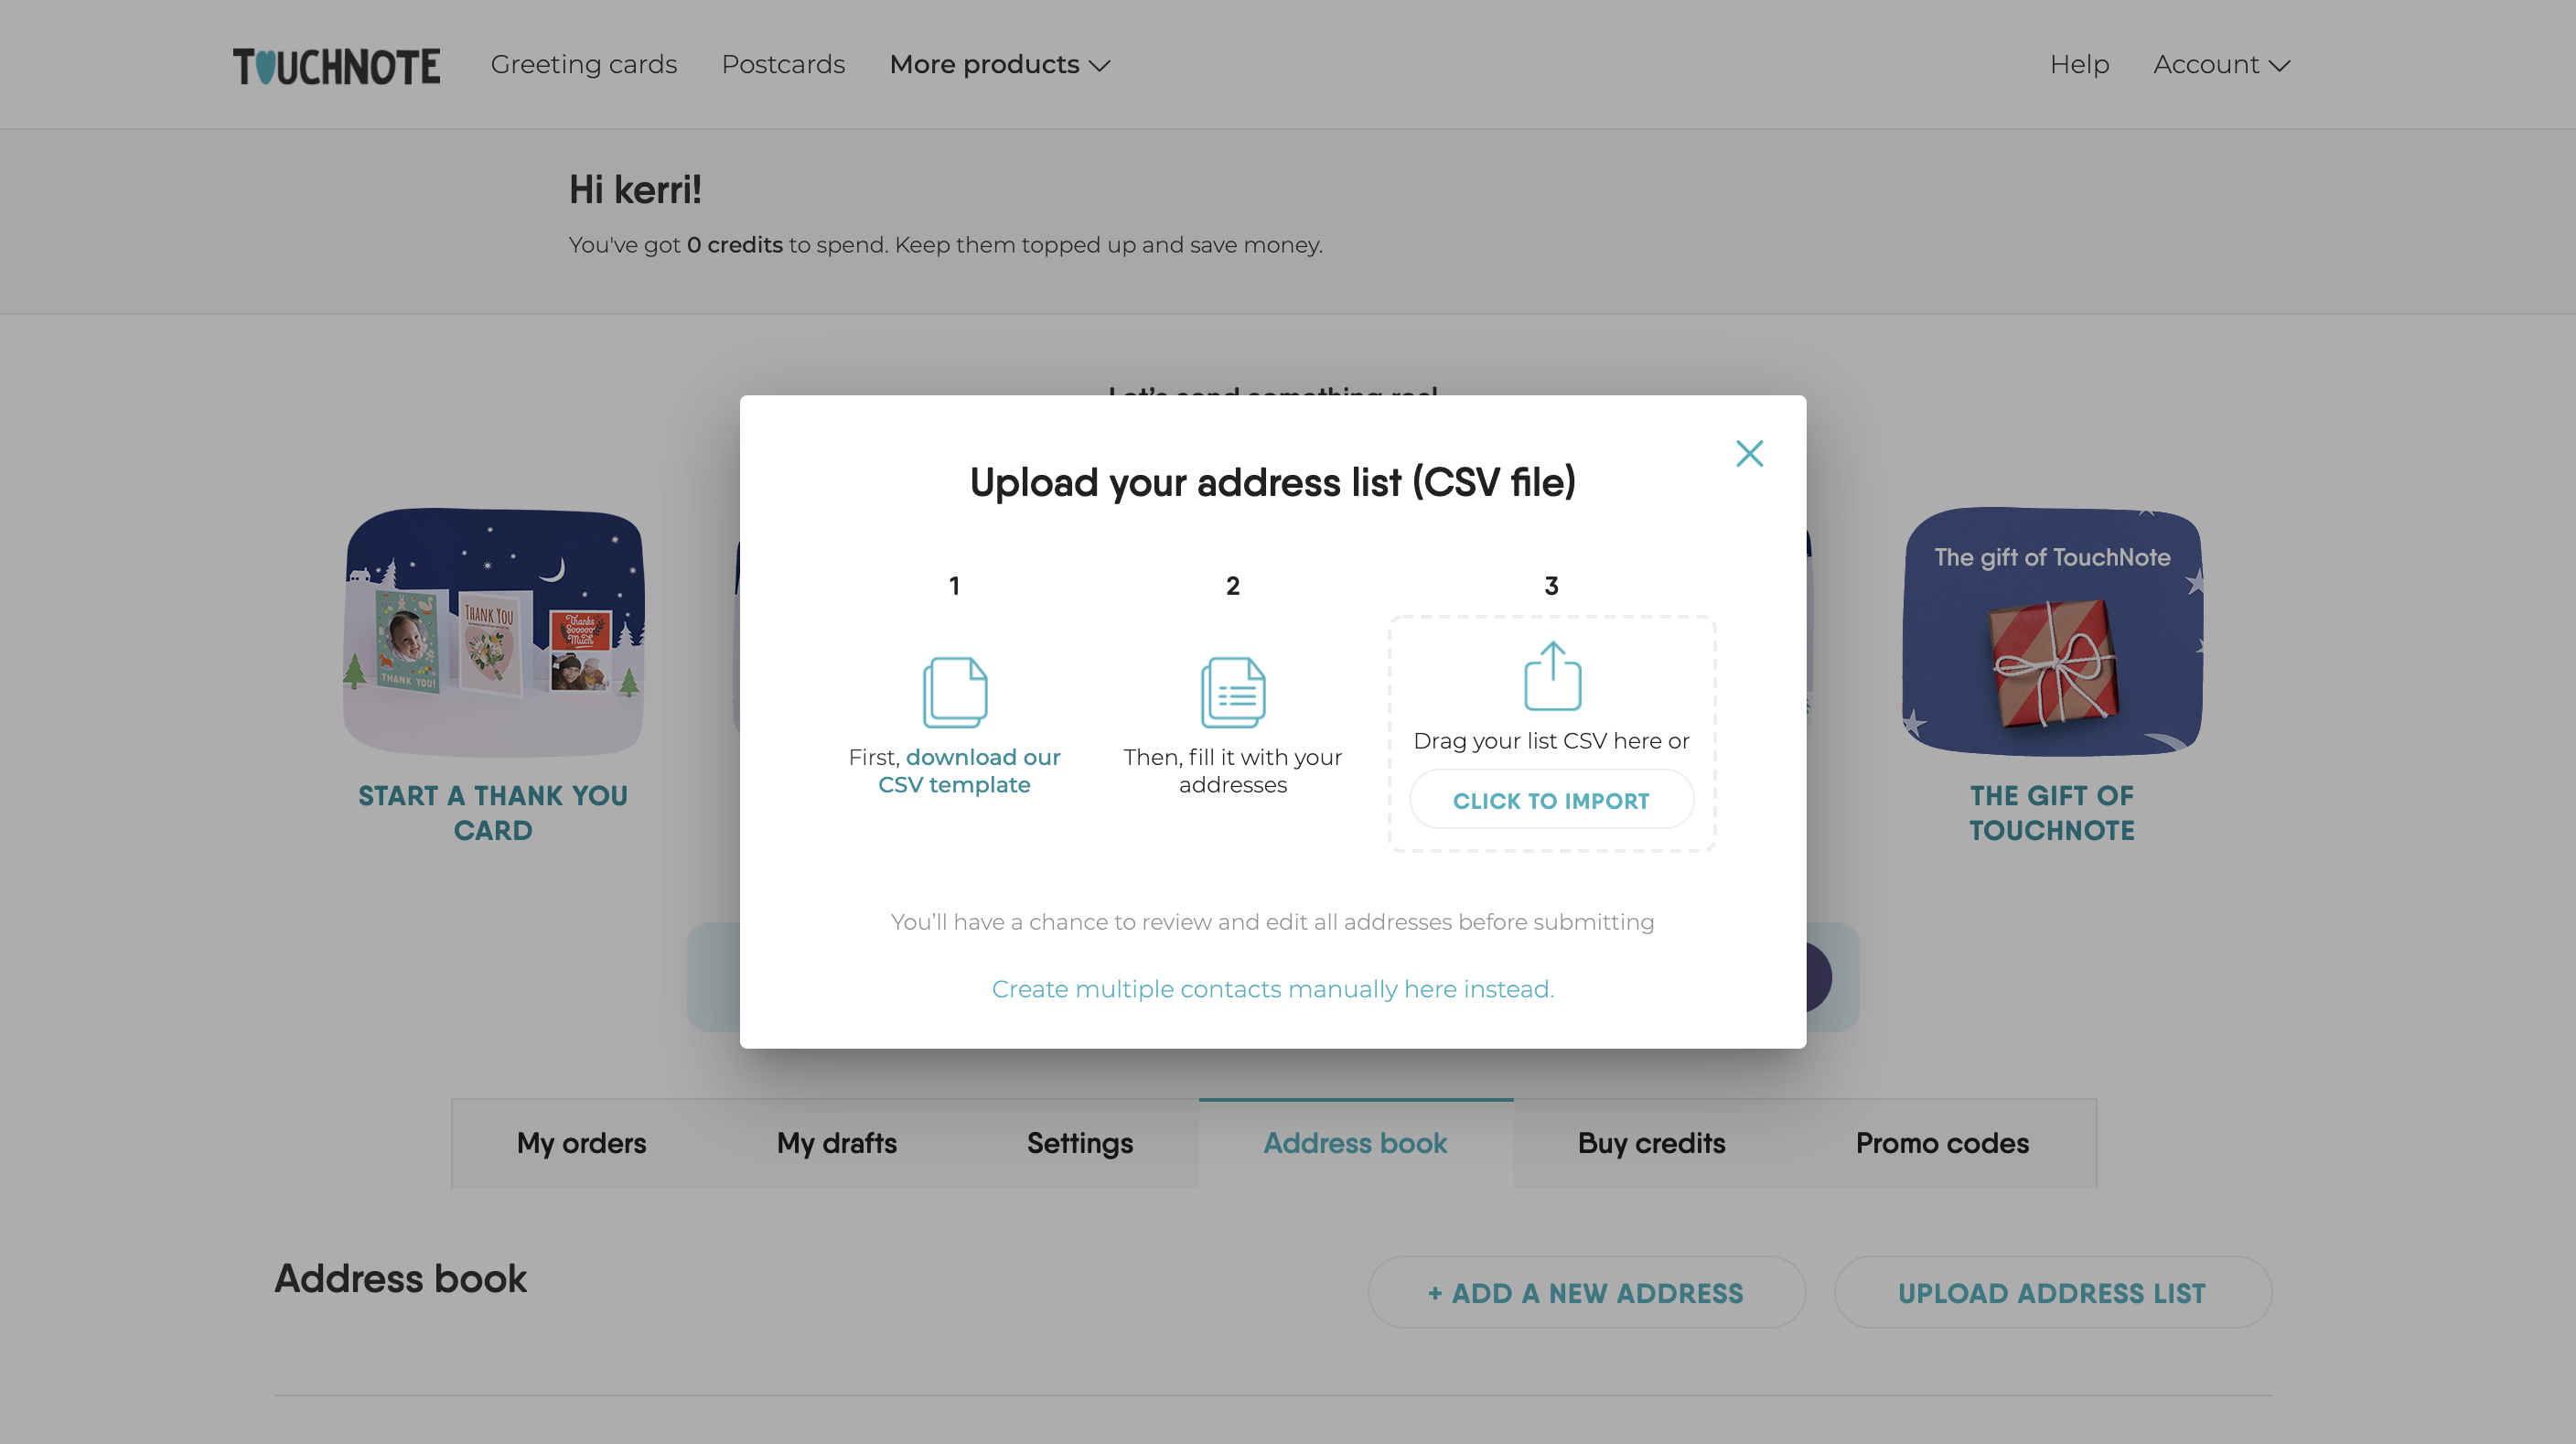 TOUCHNOTE
Greeting cards
Postcards
More products
Help
Account
Hi kerri!
You've got 0 credits to spend. Keep them topped up and save money.
Let's send something real
Upload your address list (CSV file)
1
First, download our
CSV template
2
Then, fill it with your
addresses
3
Drag your list CSV here or
CLICK TO IMPORT
You'll have a chance to review and edit all addresses before submitting
Create multiple contacts manually here instead.
THANK YOU!
THANK YOU
Thanks
Sooooo
Much
START A THANK YOU
CARD
The gift of TouchNote
THE GIFT OF
TOUCHNOTE
My orders
My drafts
Settings
Address book
Buy credits
Promo codes
Address book
+ ADD A NEW ADDRESS
UPLOAD ADDRESS LIST